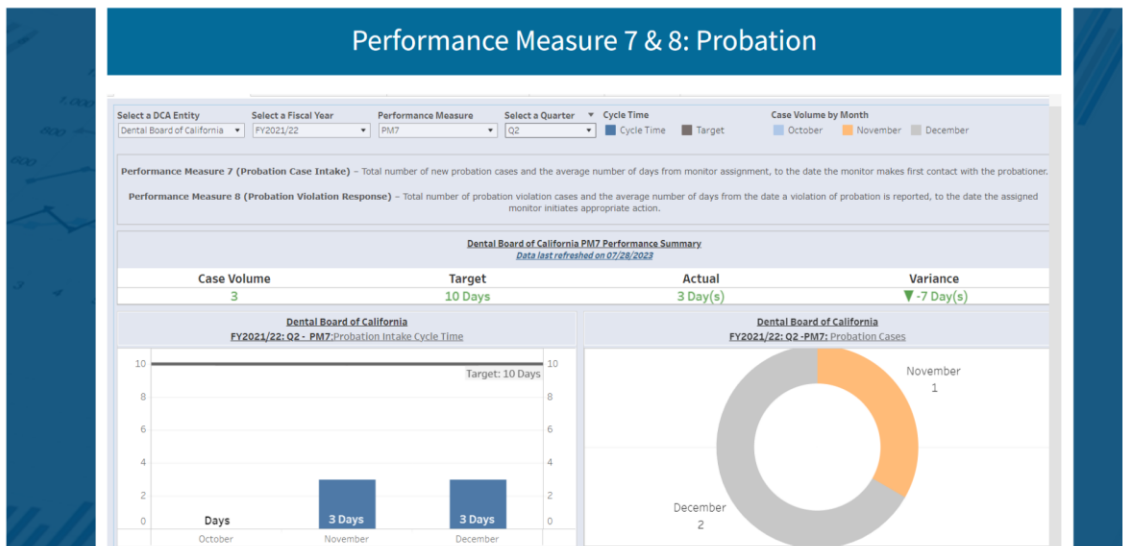 Performance Measure 7 & 8: Probation
Select a DCA Entity
Select a Fiscal Year
Performance Measure
Select a Quarter
Cycle Time
Case Volume by Month
Dental Board of California
FY2021/22
PM7
Q2
Cycle Time
Target
October
November
December
Performance Measure 7 (Probation Case Intake) – Total number of new probation cases and the average number of days from monitor assignment, to the date the monitor makes first contact with the probationer.
Performance Measure 8 (Probation Violation Response) – Total number of probation violation cases and the average number of days from the date a violation of probation is reported, to the date the assigned
monitor initiates appropriate action.
Dental Board of California PM7 Performance Summary
Data last refreshed on 07/28/2023
Case Volume
Target
Actual
Variance
3
10 Days
3 Day(s)
▼ -7 Day(s)
Dental Board of California
FY2021/22: Q2 - PM7:Probation Intake Cycle Time
10
8
6
4
2
0
Target: 10 Days
10
8
6
4
2
0
Days
3 Days
3 Days
October
November
December
Dental Board of California
FY2021/22: Q2 -PM7: Probation Cases
November
1
December
2
1,000
800
600
3
4